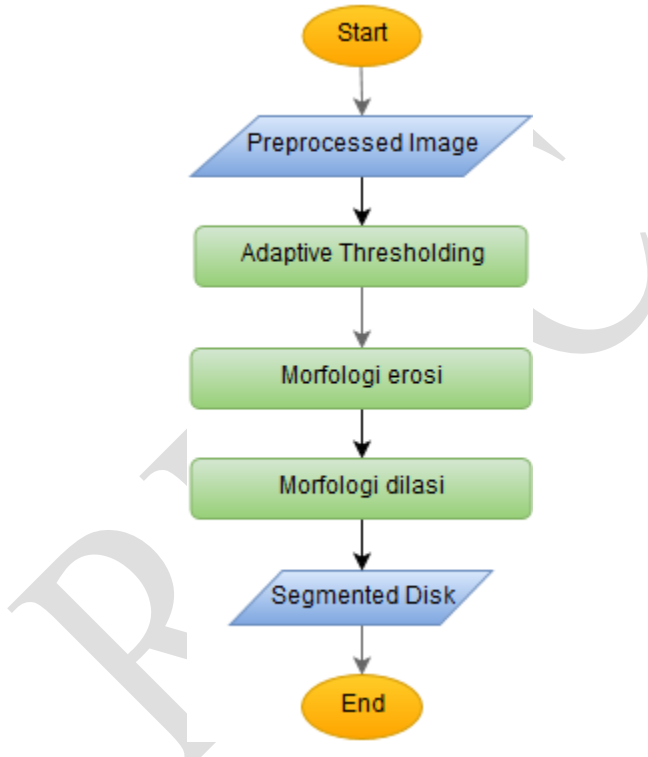 Start
Preprocessed Image
Adaptive Thresholding
Morfologi erosi
Morfologi dilasi
Segmented Disk
End